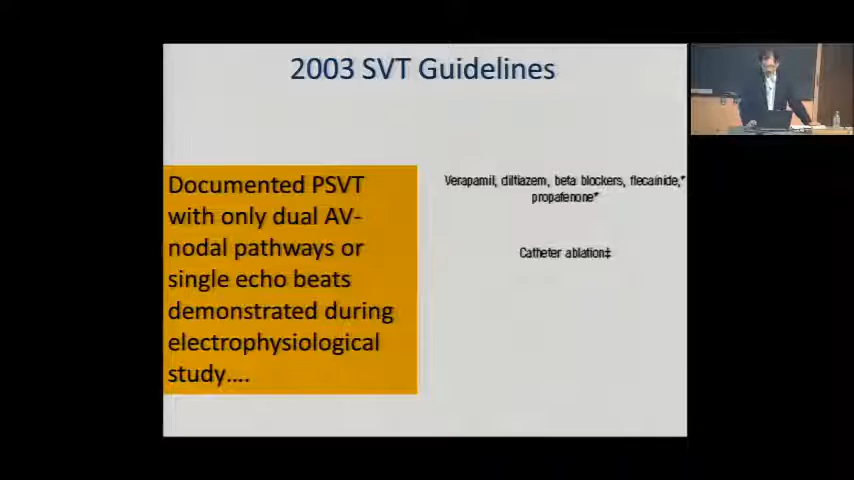 2003 SVT Guidelines
Documented PSVT
with only dual AV-
nodal pathways or
single echo beats
demonstrated during
electrophysiological
study....
Verapamil, diltiazem, beta blockers, flecainide,*
propafenone*
Catheter ablation‡